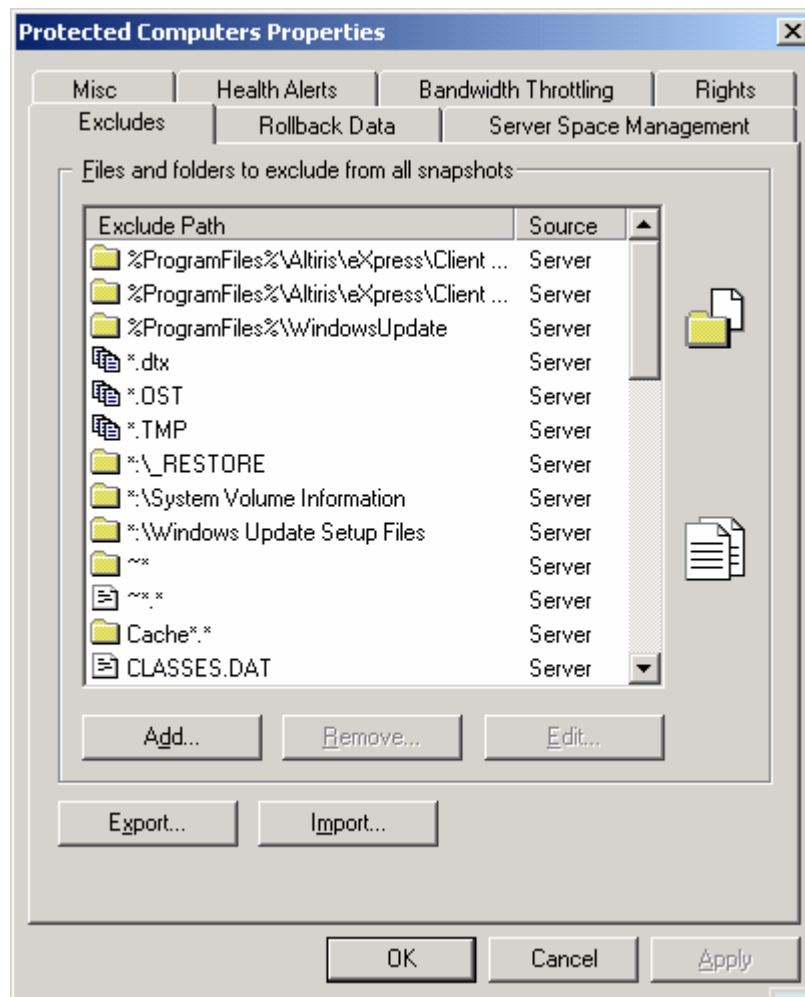 Protected Computers Properties
Misc Health Alerts Bandwidth Throttling Rights
Excludes Rollback Data Server Space Management
Files and folders to exclude from all snapshots
Exclude Path Source
%ProgramFiles%\Altiris\eXpress\Client ... Server
%ProgramFiles%\Altiris\eXpress\Client ... Server
%ProgramFiles%\WindowsUpdate Server
*.dtx Server
*.OST Server
*.TMP Server
*:\_RESTORE Server
*:\System Volume Information Server
*:\Windows Update Setup Files Server
~* Server
~*.* Server
Cache*.* Server
CLASSES.DAT Server
Add... Remove... Edit...
Export... Import...
OK Cancel Apply